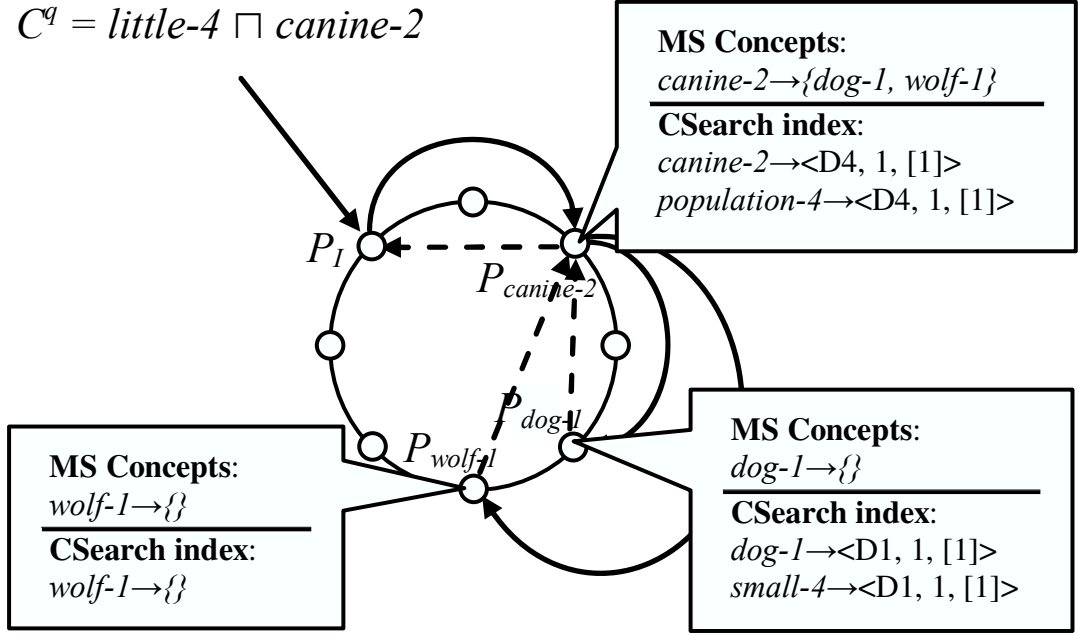 C^q = little-4 ⊓ canine-2
MS Concepts:
canine-2→{dog-1, wolf-1}
CSearch index:
canine-2→<D4, 1, [1]>
population-4→<D4, 1, [1]>
P_I
P_canine-2
P_dog-1
P_wolf-1
MS Concepts:
wolf-1→{}
CSearch index:
wolf-1→{}
MS Concepts:
dog-1→{}
CSearch index:
dog-1→<D1, 1, [1]>
small-4→<D1, 1, [1]>